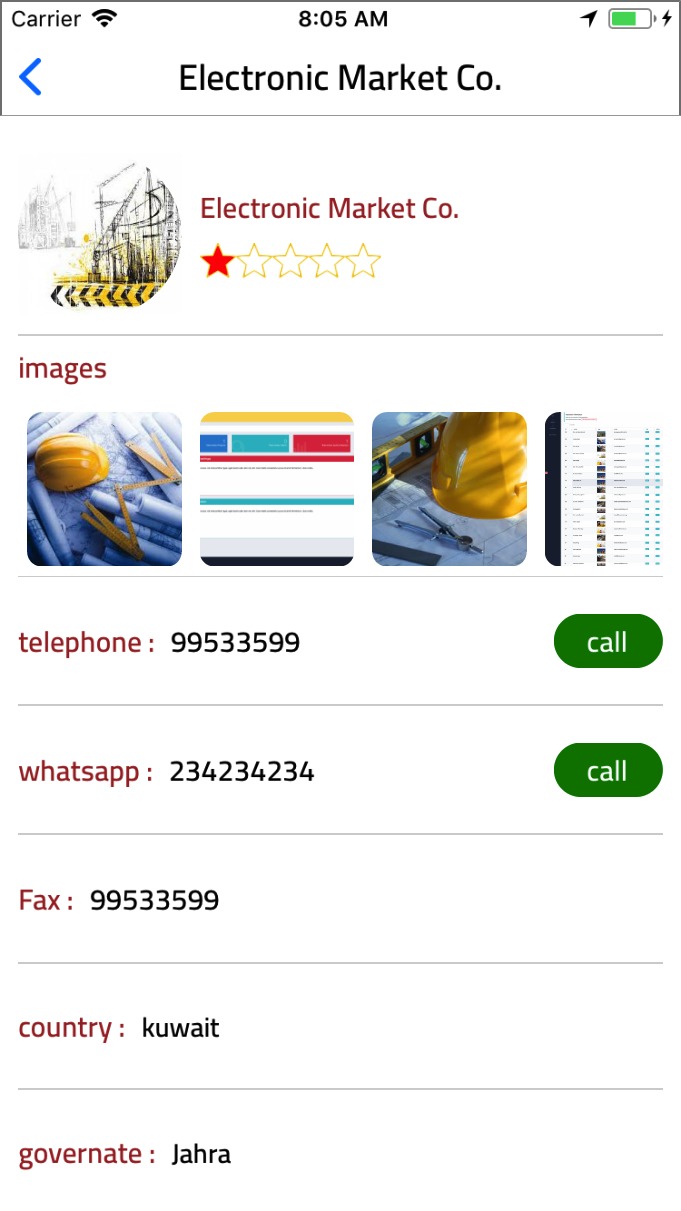 Carrier 8:05 AM
Electronic Market Co.
Electronic Market Co.
images
telephone : 99533599 call
whatsapp : 234234234 call
Fax : 99533599
country : kuwait
governate : Jahra